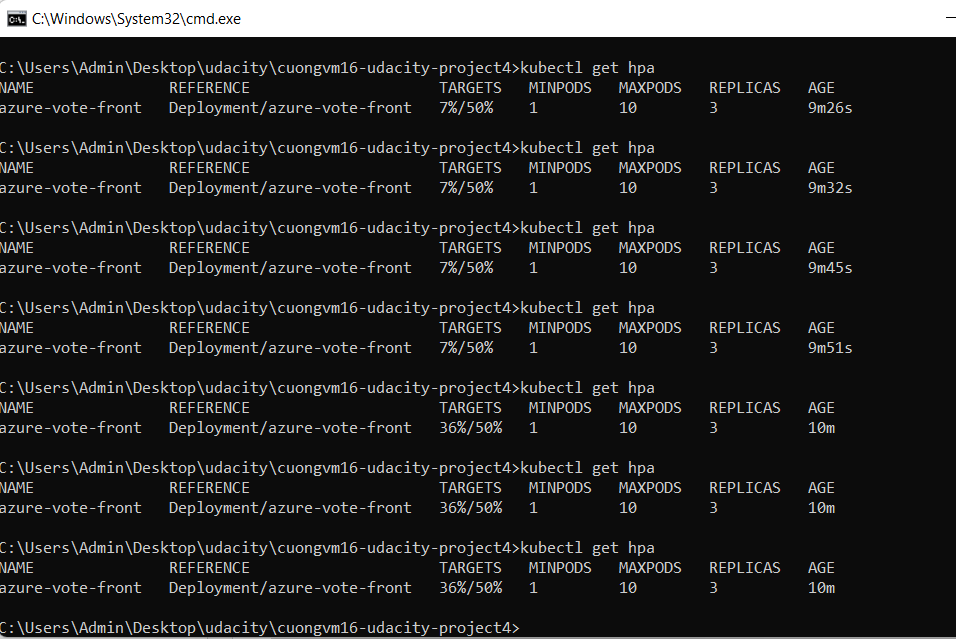 C:\Windows\System32\cmd.exe
C:\Users\Admin\Desktop\udacity\cuongvm16-udacity-project4>kubectl get hpa
NAME REFERENCE TARGETS MINPODS MAXPODS REPLICAS AGE
azure-vote-front Deployment/azure-vote-front 7%/50% 1 10 3 9m26s
C:\Users\Admin\Desktop\udacity\cuongvm16-udacity-project4>kubectl get hpa
NAME REFERENCE TARGETS MINPODS MAXPODS REPLICAS AGE
azure-vote-front Deployment/azure-vote-front 7%/50% 1 10 3 9m32s
C:\Users\Admin\Desktop\udacity\cuongvm16-udacity-project4>kubectl get hpa
NAME REFERENCE TARGETS MINPODS MAXPODS REPLICAS AGE
azure-vote-front Deployment/azure-vote-front 7%/50% 1 10 3 9m45s
C:\Users\Admin\Desktop\udacity\cuongvm16-udacity-project4>kubectl get hpa
NAME REFERENCE TARGETS MINPODS MAXPODS REPLICAS AGE
azure-vote-front Deployment/azure-vote-front 7%/50% 1 10 3 9m51s
C:\Users\Admin\Desktop\udacity\cuongvm16-udacity-project4>kubectl get hpa
NAME REFERENCE TARGETS MINPODS MAXPODS REPLICAS AGE
azure-vote-front Deployment/azure-vote-front 36%/50% 1 10 3 10m
C:\Users\Admin\Desktop\udacity\cuongvm16-udacity-project4>kubectl get hpa
NAME REFERENCE TARGETS MINPODS MAXPODS REPLICAS AGE
azure-vote-front Deployment/azure-vote-front 36%/50% 1 10 3 10m
C:\Users\Admin\Desktop\udacity\cuongvm16-udacity-project4>kubectl get hpa
NAME REFERENCE TARGETS MINPODS MAXPODS REPLICAS AGE
azure-vote-front Deployment/azure-vote-front 36%/50% 1 10 3 10m
C:\Users\Admin\Desktop\udacity\cuongvm16-udacity-project4>